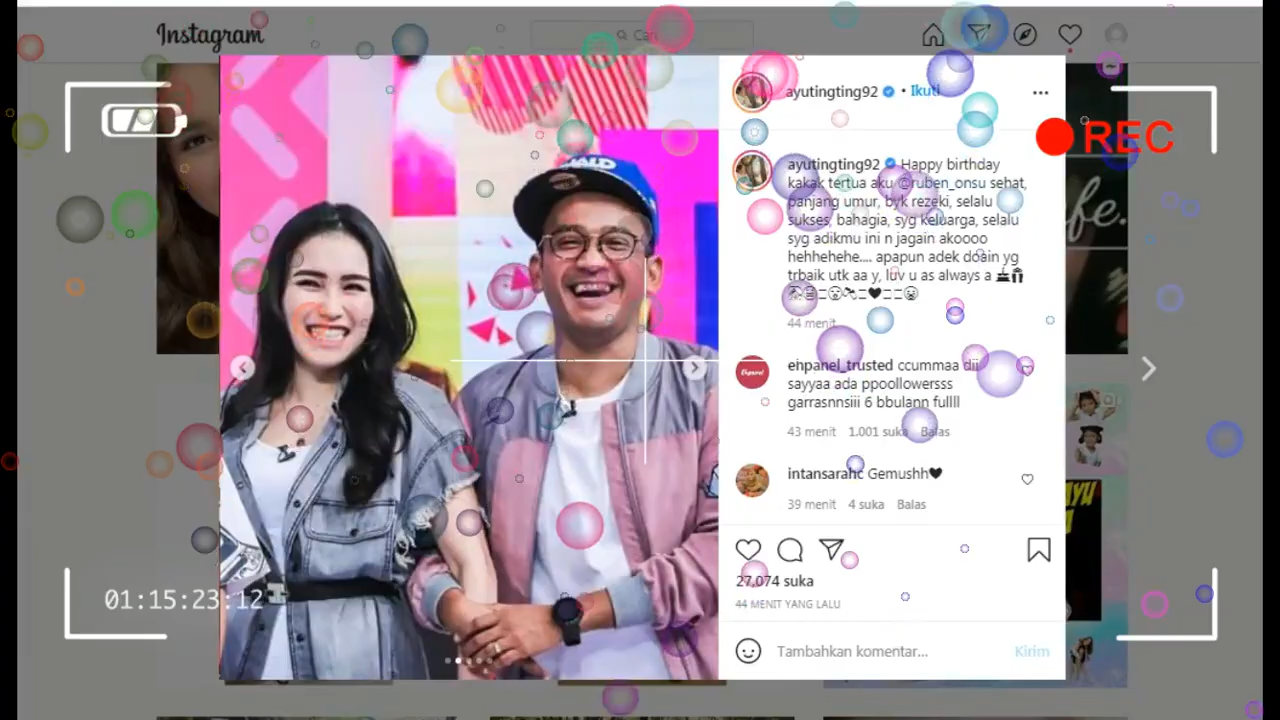 Instagram
Cari
ayutingting92 • Ikuti
REC
ayutingting92 Happy birthday
kakak tertua aku @ruben_onsu sehat,
panjang umur, byk rezeki, selalu
sukses, bahagia, syg keluarga, selalu
syg adikmu ini n jagain akoooo
hehhehehe.... apapun adek doain yg
trbaik utk aa y, luv u as always a
44 menit
ehpanel_trusted ccummaa dii
sayyaa ada ppoollowersss
garrasnnsiii 6 bbulann fullll
43 menit 1.001 suka Balas
intansarahc Gemushh🖤
39 menit 4 suka Balas
27,074 suka
44 MENIT YANG LALU
01:15:23:12
Tambahkan komentar... Kirim